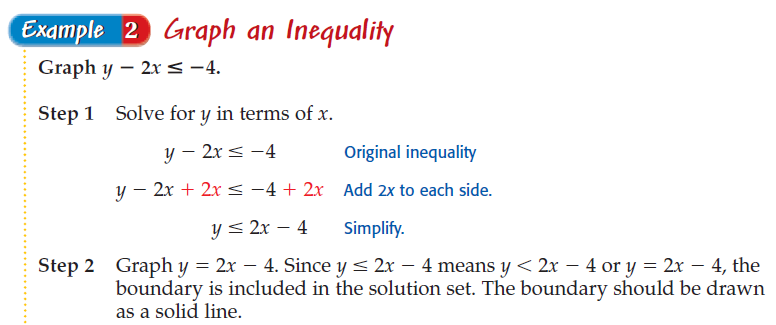 Example 2 Graph an Inequality
Graph y − 2x ≤ −4.
Step 1 Solve for y in terms of x.
y − 2x ≤ −4 Original inequality
y − 2x + 2x ≤ −4 + 2x Add 2x to each side.
y ≤ 2x − 4 Simplify.
Step 2 Graph y = 2x − 4. Since y ≤ 2x − 4 means y < 2x − 4 or y = 2x − 4, the
boundary is included in the solution set. The boundary should be drawn
as a solid line.